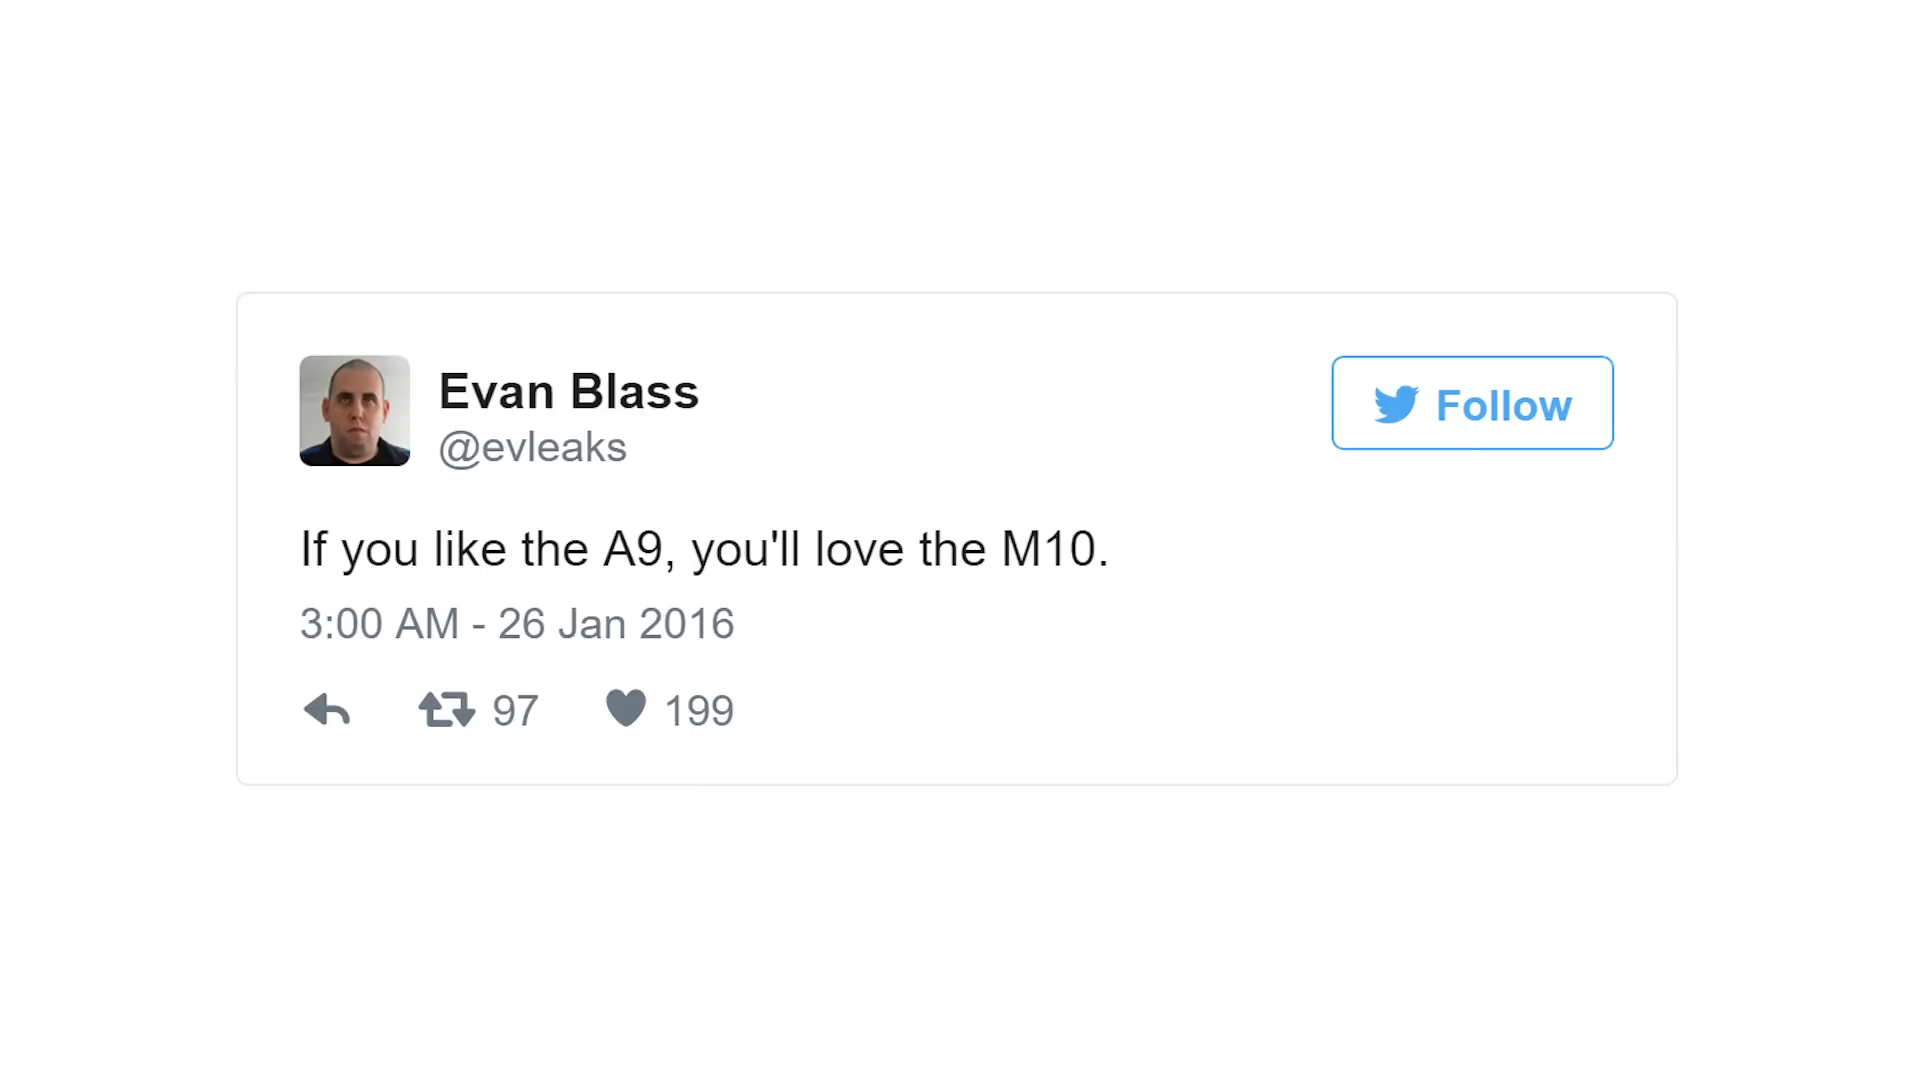 Evan Blass
@evleaks
Follow
If you like the A9, you'll love the M10.
3:00 AM - 26 Jan 2016
97 199